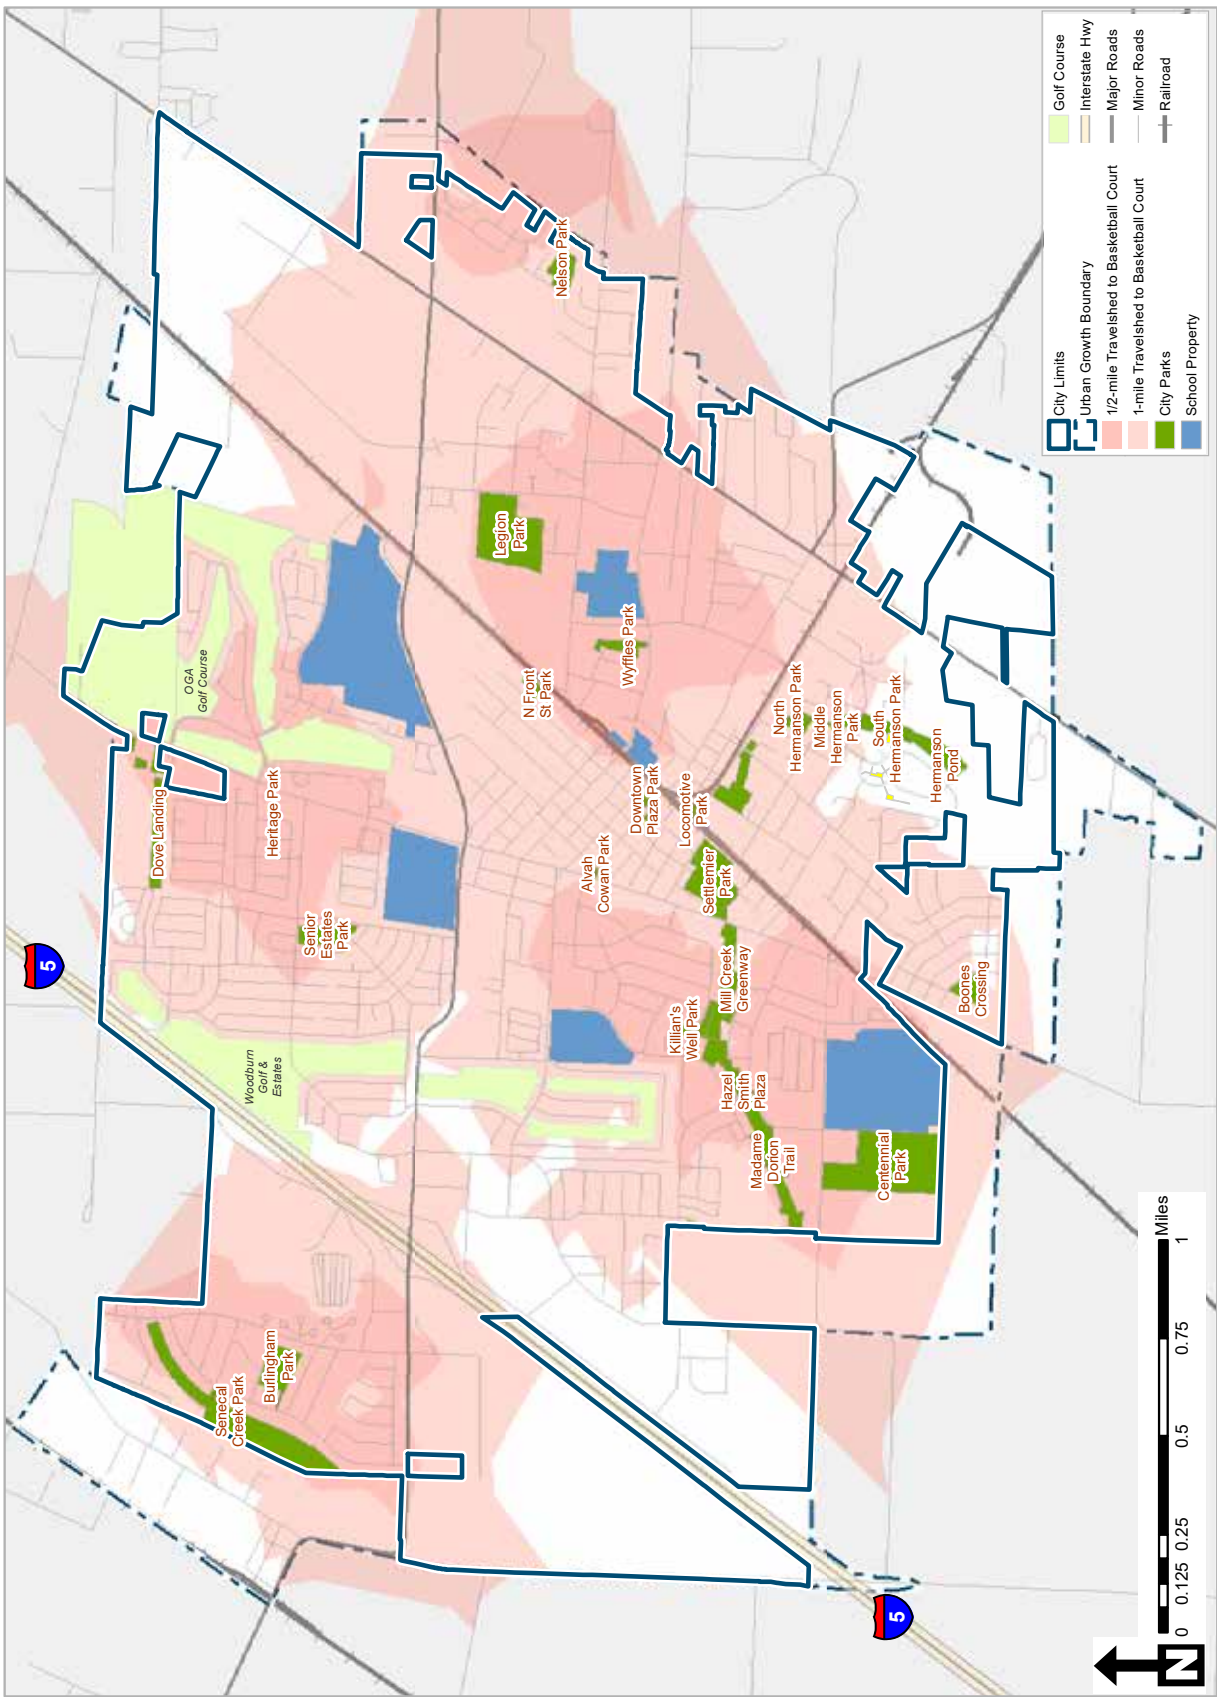 5
Dove Landing
OGA
Golf Course
Heritage Park
Senior
Estates
Park
Woodburn
Golf &
Estates
Senecal
Creek Park
Burlingham
Park
Nelson Park
Legion
Park
Wyffles Park
N Front
St Park
Downtown
Plaza Park
Locomotive
Park
Alvah
Cowan Park
Settlemier
Park
Mill Creek
Greenway
Killian's
Well Park
Hazel
Smith
Plaza
Madame
Dorion
Trail
Centennial
Park
North
Hermanson Park
Middle
Hermanson
Park
South
Hermanson Park
Hermanson
Pond
Boones
Crossing
5
City Limits
Urban Growth Boundary
1/2-mile Travelshed to Basketball Court
1-mile Travelshed to Basketball Court
City Parks
School Property
Golf Course
Interstate Hwy
Major Roads
Minor Roads
Railroad
N
0 0.125 0.25 0.5 0.75 1
Miles